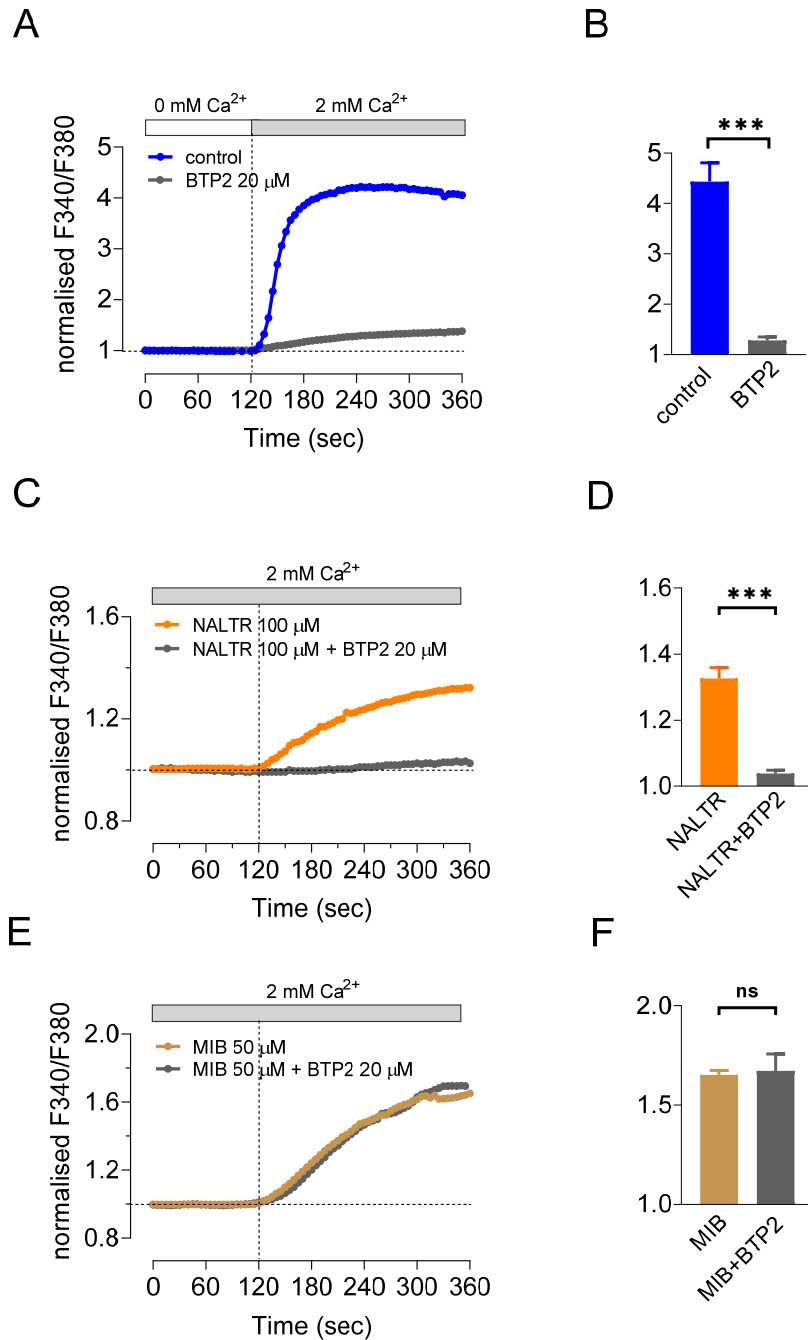 A
B
0 mM Ca²⁺
2 mM Ca²⁺
control
BTP2 20 µM
normalised F340/F380
5
4
3
2
1
0
60
120
180
240
300
360
Time (sec)
***
5
4
3
2
1
control
BTP2
C
D
2 mM Ca²⁺
NALTR 100 µM
NALTR 100 µM + BTP2 20 µM
normalised F340/F380
1.6
1.2
1.0
0.8
0
60
120
180
240
300
360
Time (sec)
***
1.6
1.4
1.2
1.0
NALTR
NALTR+BTP2
E
F
2 mM Ca²⁺
MIB 50 µM
MIB 50 µM + BTP2 20 µM
normalised F340/F380
2.0
1.6
1.2
1.0
0.8
0
60
120
180
240
300
360
Time (sec)
ns
2.0
1.5
1.0
MIB
MIB+BTP2